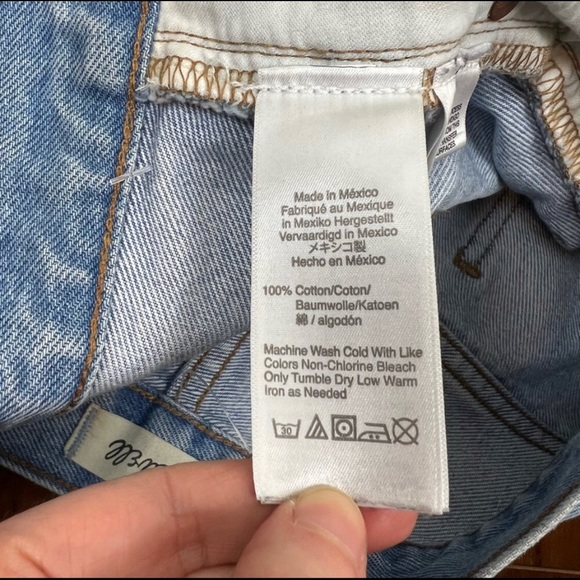 Made in México
Fabriqué au Mexique
in Mexiko Hergestellt
Vervaardigd in Mexico
メキシコ製
Hecho en México
100% Cotton/Coton/
Baumwolle/Katoen
綿 / algodón
Machine Wash Cold With Like
Colors Non-Chlorine Bleach
Only Tumble Dry Low Warm
Iron as Needed
30
ON THE